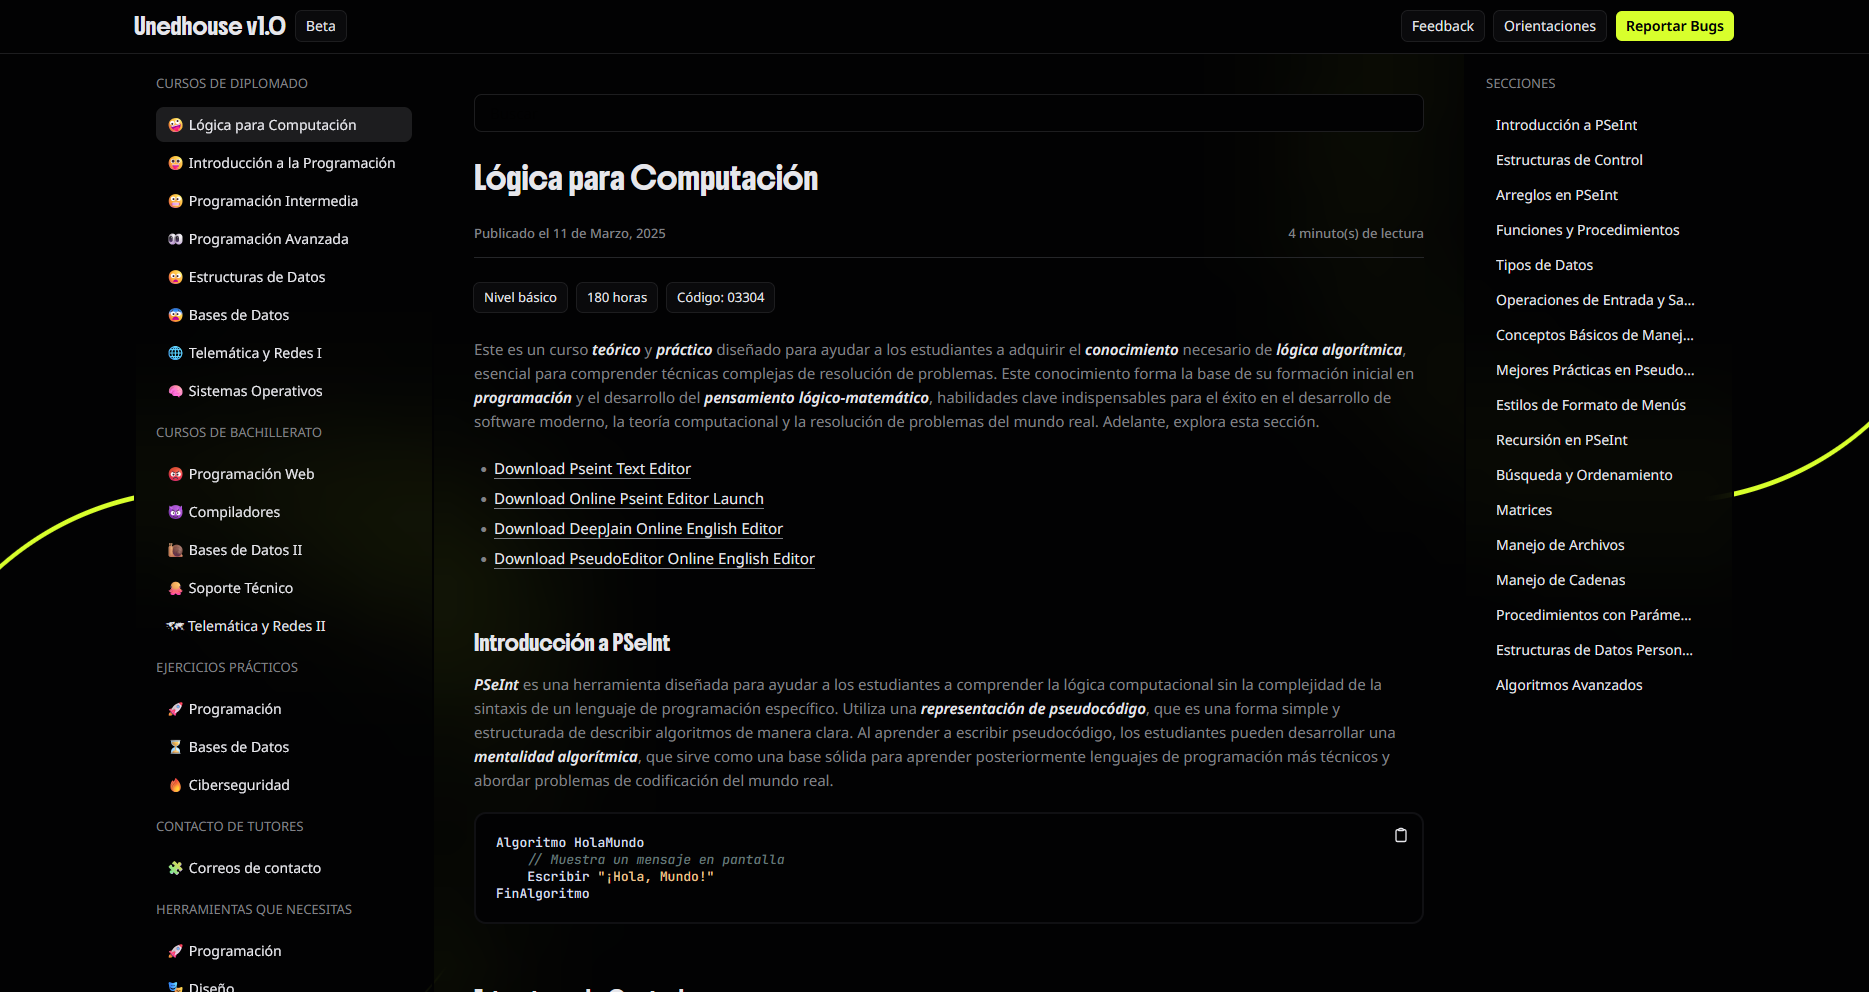 Unedhouse v1.0
Beta
Feedback
Orientaciones
Reportar Bugs
CURSOS DE DIPLOMADO
Lógica para Computación
Introducción a la Programación
Programación Intermedia
Programación Avanzada
Estructuras de Datos
Bases de Datos
Telemática y Redes I
Sistemas Operativos
CURSOS DE BACHILLERATO
Programación Web
Compiladores
Bases de Datos II
Soporte Técnico
Telemática y Redes II
EJERCICIOS PRÁCTICOS
Programación
Bases de Datos
Ciberseguridad
CONTACTO DE TUTORES
Correos de contacto
HERRAMIENTAS QUE NECESITAS
Programación
Diseño
Lógica para Computación
Publicado el 11 de Marzo, 2025
4 minuto(s) de lectura
Nivel básico
180 horas
Código: 03304
Este es un curso teórico y práctico diseñado para ayudar a los estudiantes a adquirir el conocimiento necesario de lógica algorítmica,
esencial para comprender técnicas complejas de resolución de problemas. Este conocimiento forma la base de su formación inicial en
programación y el desarrollo del pensamiento lógico-matemático, habilidades clave indispensables para el éxito en el desarrollo de
software moderno, la teoría computacional y la resolución de problemas del mundo real. Adelante, explora esta sección.
Download Pseint Text Editor
Download Online Pseint Editor Launch
Download DeepJain Online English Editor
Download PseudoEditor Online English Editor
Introducción a PSeInt
PSeInt es una herramienta diseñada para ayudar a los estudiantes a comprender la lógica computacional sin la complejidad de la
sintaxis de un lenguaje de programación específico. Utiliza una representación de pseudocódigo, que es una forma simple y
estructurada de describir algoritmos de manera clara. Al aprender a escribir pseudocódigo, los estudiantes pueden desarrollar una
mentalidad algorítmica, que sirve como una base sólida para aprender posteriormente lenguajes de programación más técnicos y
abordar problemas de codificación del mundo real.
Algoritmo HolaMundo
// Muestra un mensaje en pantalla
Escribir "¡Hola, Mundo!"
FinAlgoritmo
SECCIONES
Introducción a PSeInt
Estructuras de Control
Arreglos en PSeInt
Funciones y Procedimientos
Tipos de Datos
Operaciones de Entrada y Sa...
Conceptos Básicos de Manej...
Mejores Prácticas en Pseudo...
Estilos de Formato de Menús
Recursión en PSeInt
Búsqueda y Ordenamiento
Matrices
Manejo de Archivos
Manejo de Cadenas
Procedimientos con Paráme...
Estructuras de Datos Person...
Algoritmos Avanzados